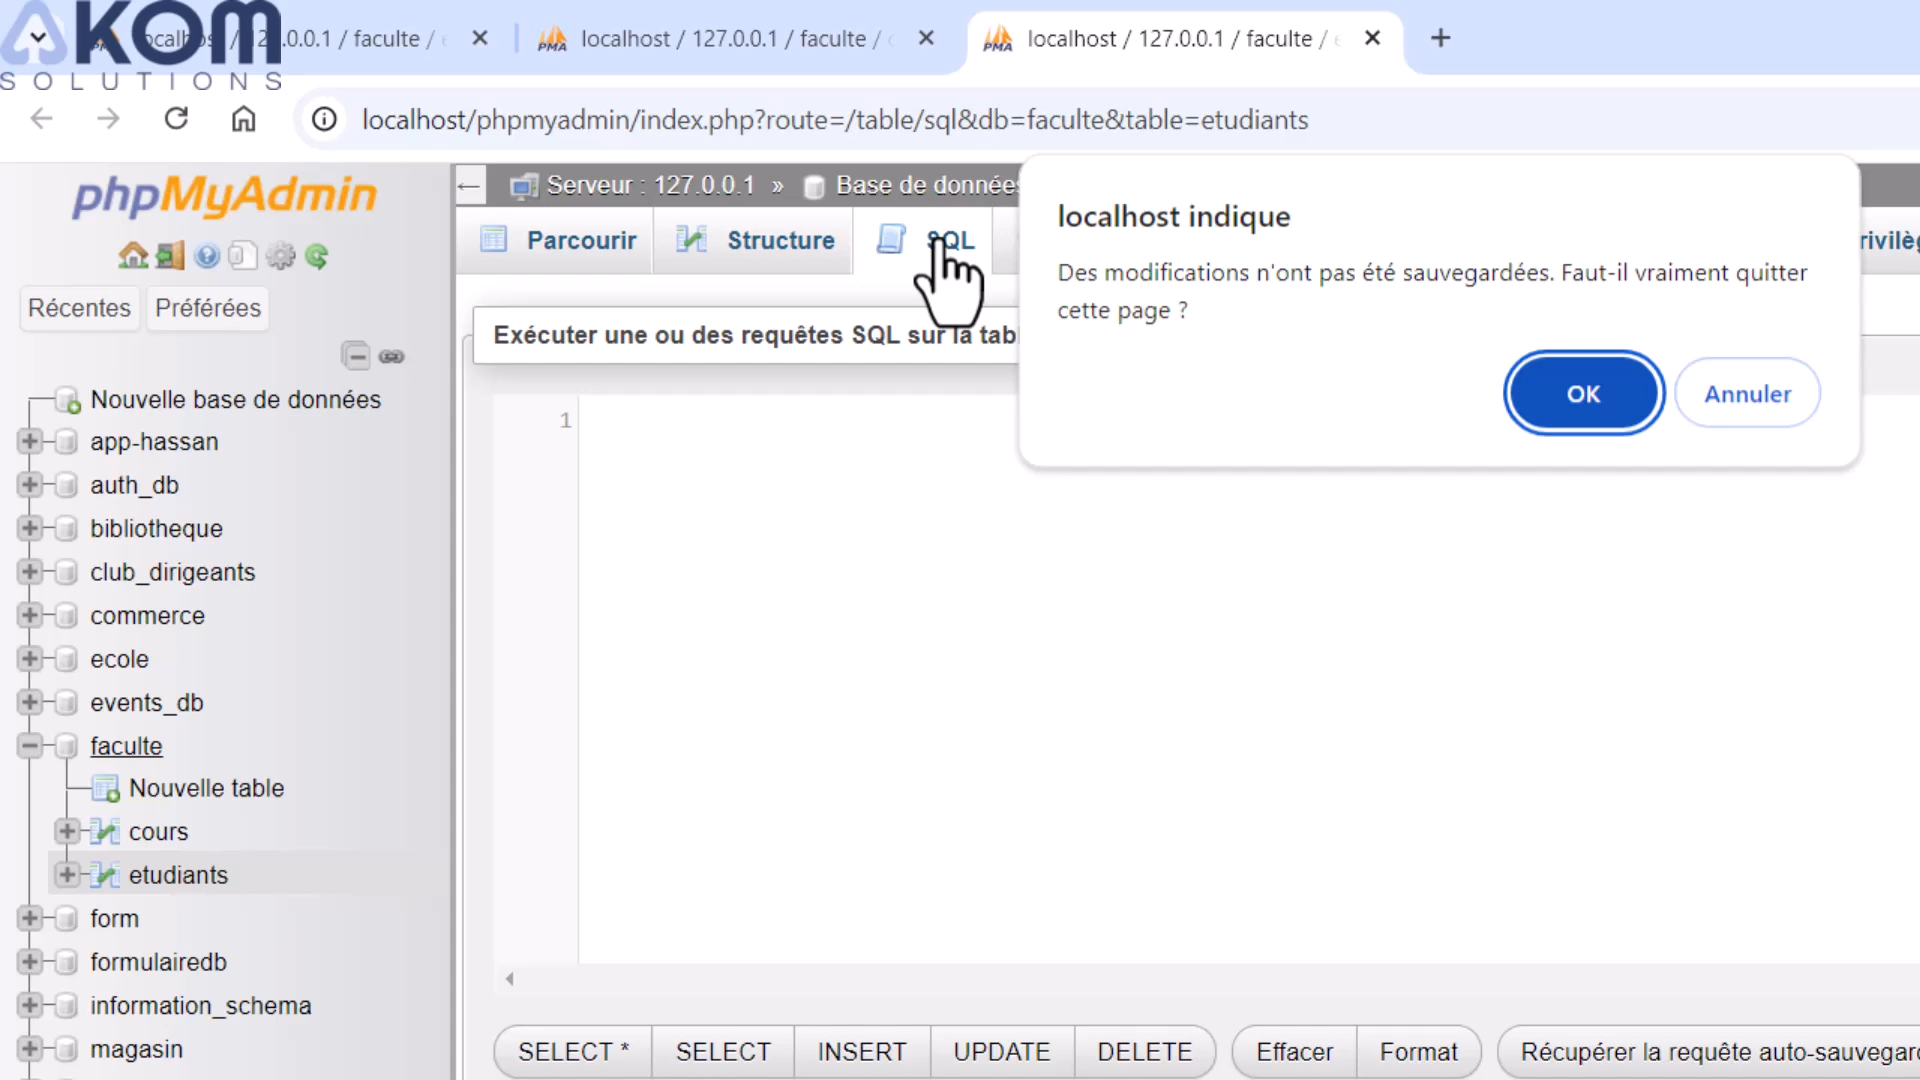 KOM
SOLUTIONS
localhost / 127.0.0.1 / faculte /
localhost / 127.0.0.1 / faculte /
localhost / 127.0.0.1 / faculte /
localhost/phpmyadmin/index.php?route=/table/sql&db=faculte&table=etudiants
phpMyAdmin
Récentes
Préférées
Nouvelle base de données
app-hassan
auth_db
bibliotheque
club_dirigeants
commerce
ecole
events_db
faculte
Nouvelle table
cours
etudiants
form
formulairedb
information_schema
magasin
Serveur : 127.0.0.1 » Base de données
Parcourir
Structure
SQL
Exécuter une ou des requêtes SQL sur la tab
1
localhost indique
Des modifications n'ont pas été sauvegardées. Faut-il vraiment quitter
cette page ?
OK
Annuler
SELECT *
SELECT
INSERT
UPDATE
DELETE
Effacer
Format
Récupérer la requête auto-sauvegar